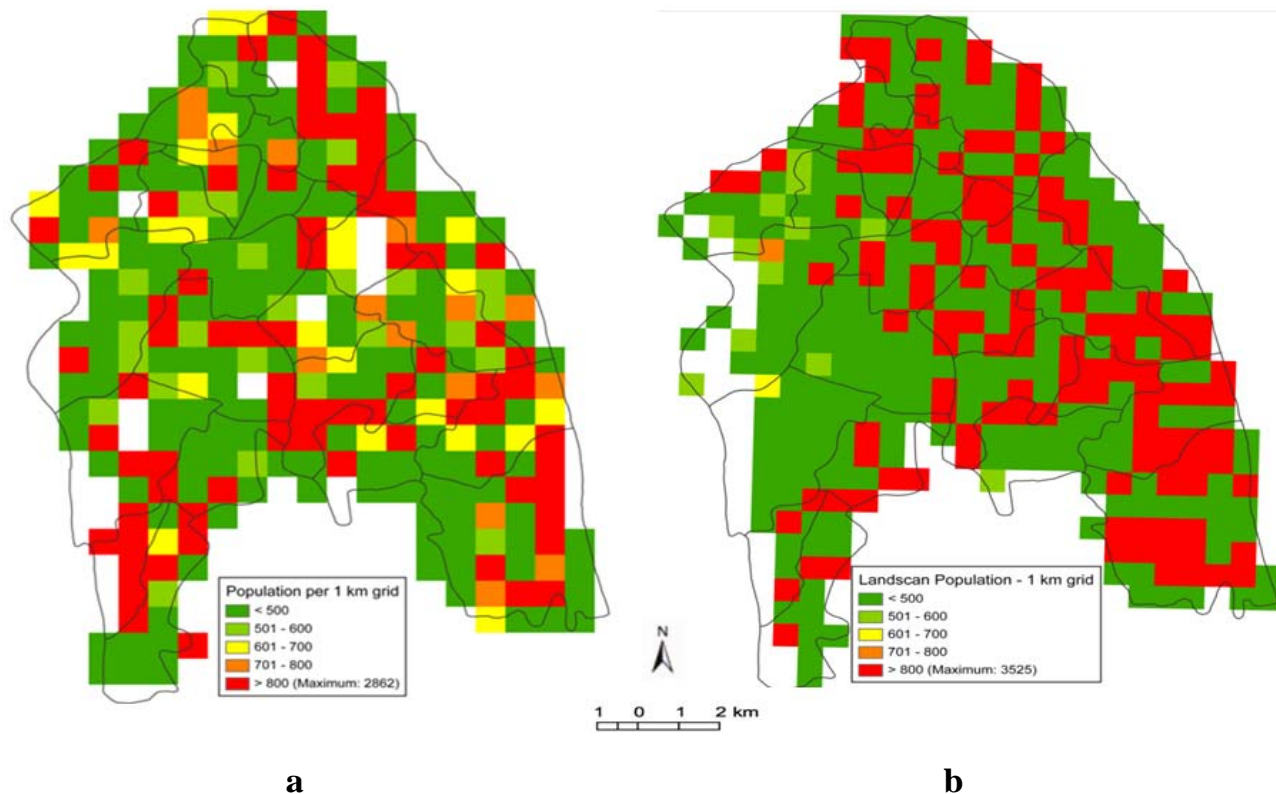 Population per 1 km grid
< 500
501 - 600
601 - 700
701 - 800
> 800 (Maximum: 2862)
Landscan Population - 1 km grid
< 500
501 - 600
601 - 700
701 - 800
> 800 (Maximum: 3525)
N
1 0 1 2 km
a
b